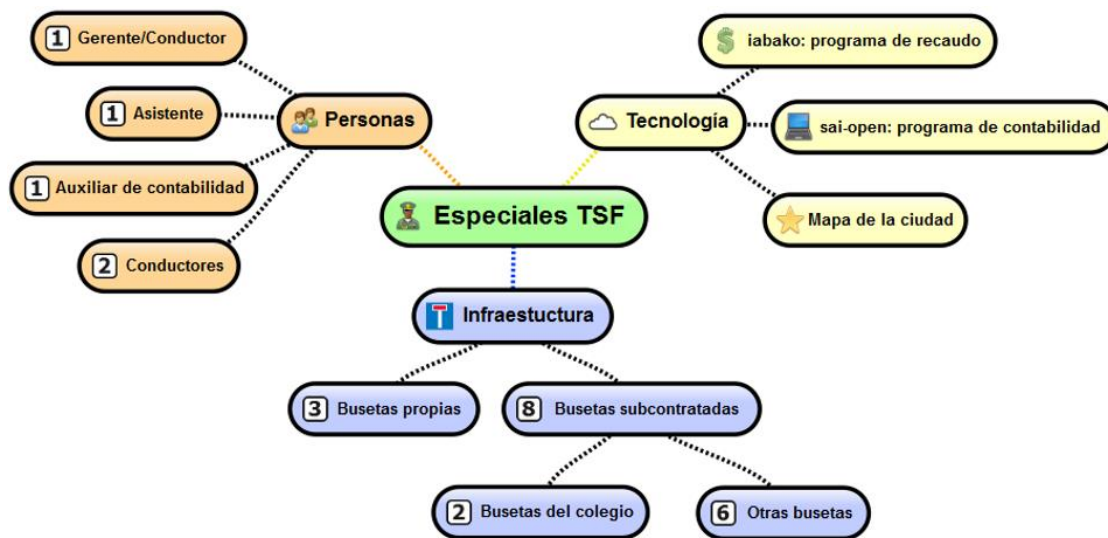 1 Gerente/Conductor
1 Asistente
1 Auxiliar de contabilidad
2 Conductores
Personas
Especiales TSF
Tecnología
$ iabako: programa de recaudo
sai-open: programa de contabilidad
Mapa de la ciudad
Infraestuctura
3 Busetas propias
8 Busetas subcontratadas
2 Busetas del colegio
6 Otras busetas